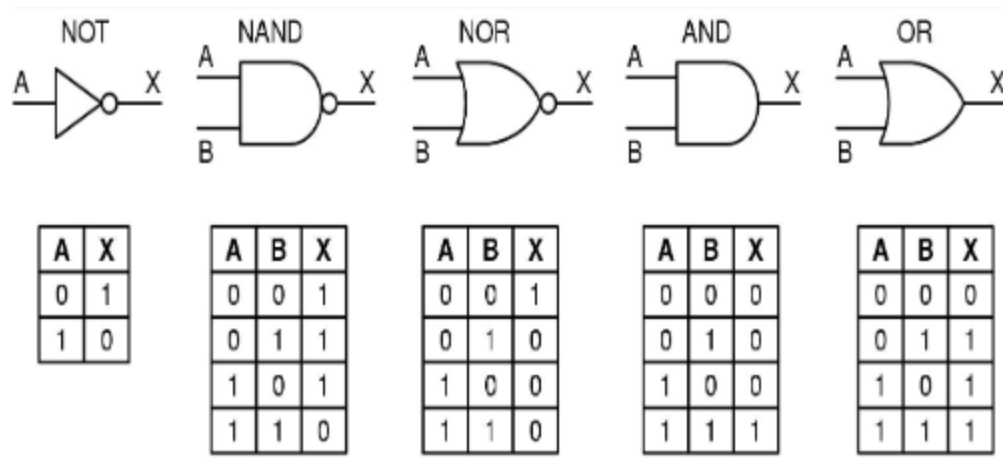 NOT NAND NOR AND OR
A X A X A X A X A X
B B B B
A X A B X A B X A B X A B X
0 1 0 0 1 0 0 1 0 0 0 0 0 0
1 0 0 1 1 0 1 0 0 1 0 0 1 1
1 0 1 1 0 0 1 0 0 1 0 1
1 1 0 1 1 0 1 1 1 1 1 1